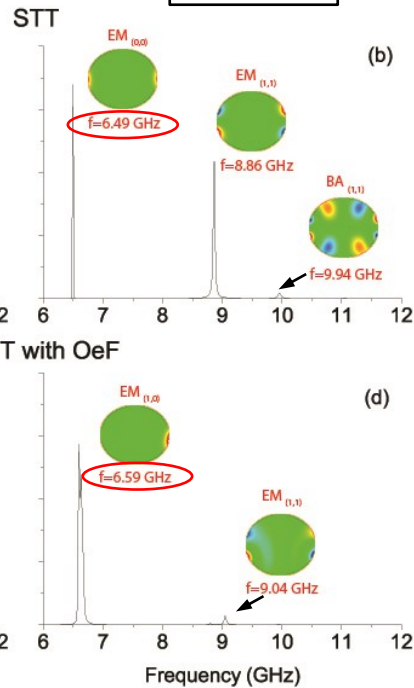 STT
EM (0,0)
(b)
f=6.49 GHz
EM (1,1)
f=8.86 GHz
BA (1,1)
f=9.94 GHz
2 6 7 8 9 10 11 12
T with OeF
EM (1,0)
(d)
f=6.59 GHz
EM (1,1)
f=9.04 GHz
2 6 7 8 9 10 11 12
Frequency (GHz)